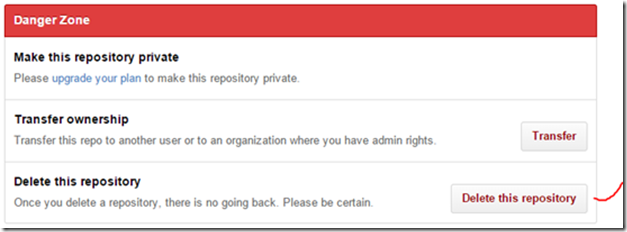 Danger Zone
Make this repository private
Please upgrade your plan to make this repository private.
Transfer ownership
Transfer this repo to another user or to an organization where you have admin rights.
Transfer
Delete this repository
Once you delete a repository, there is no going back. Please be certain.
Delete this repository